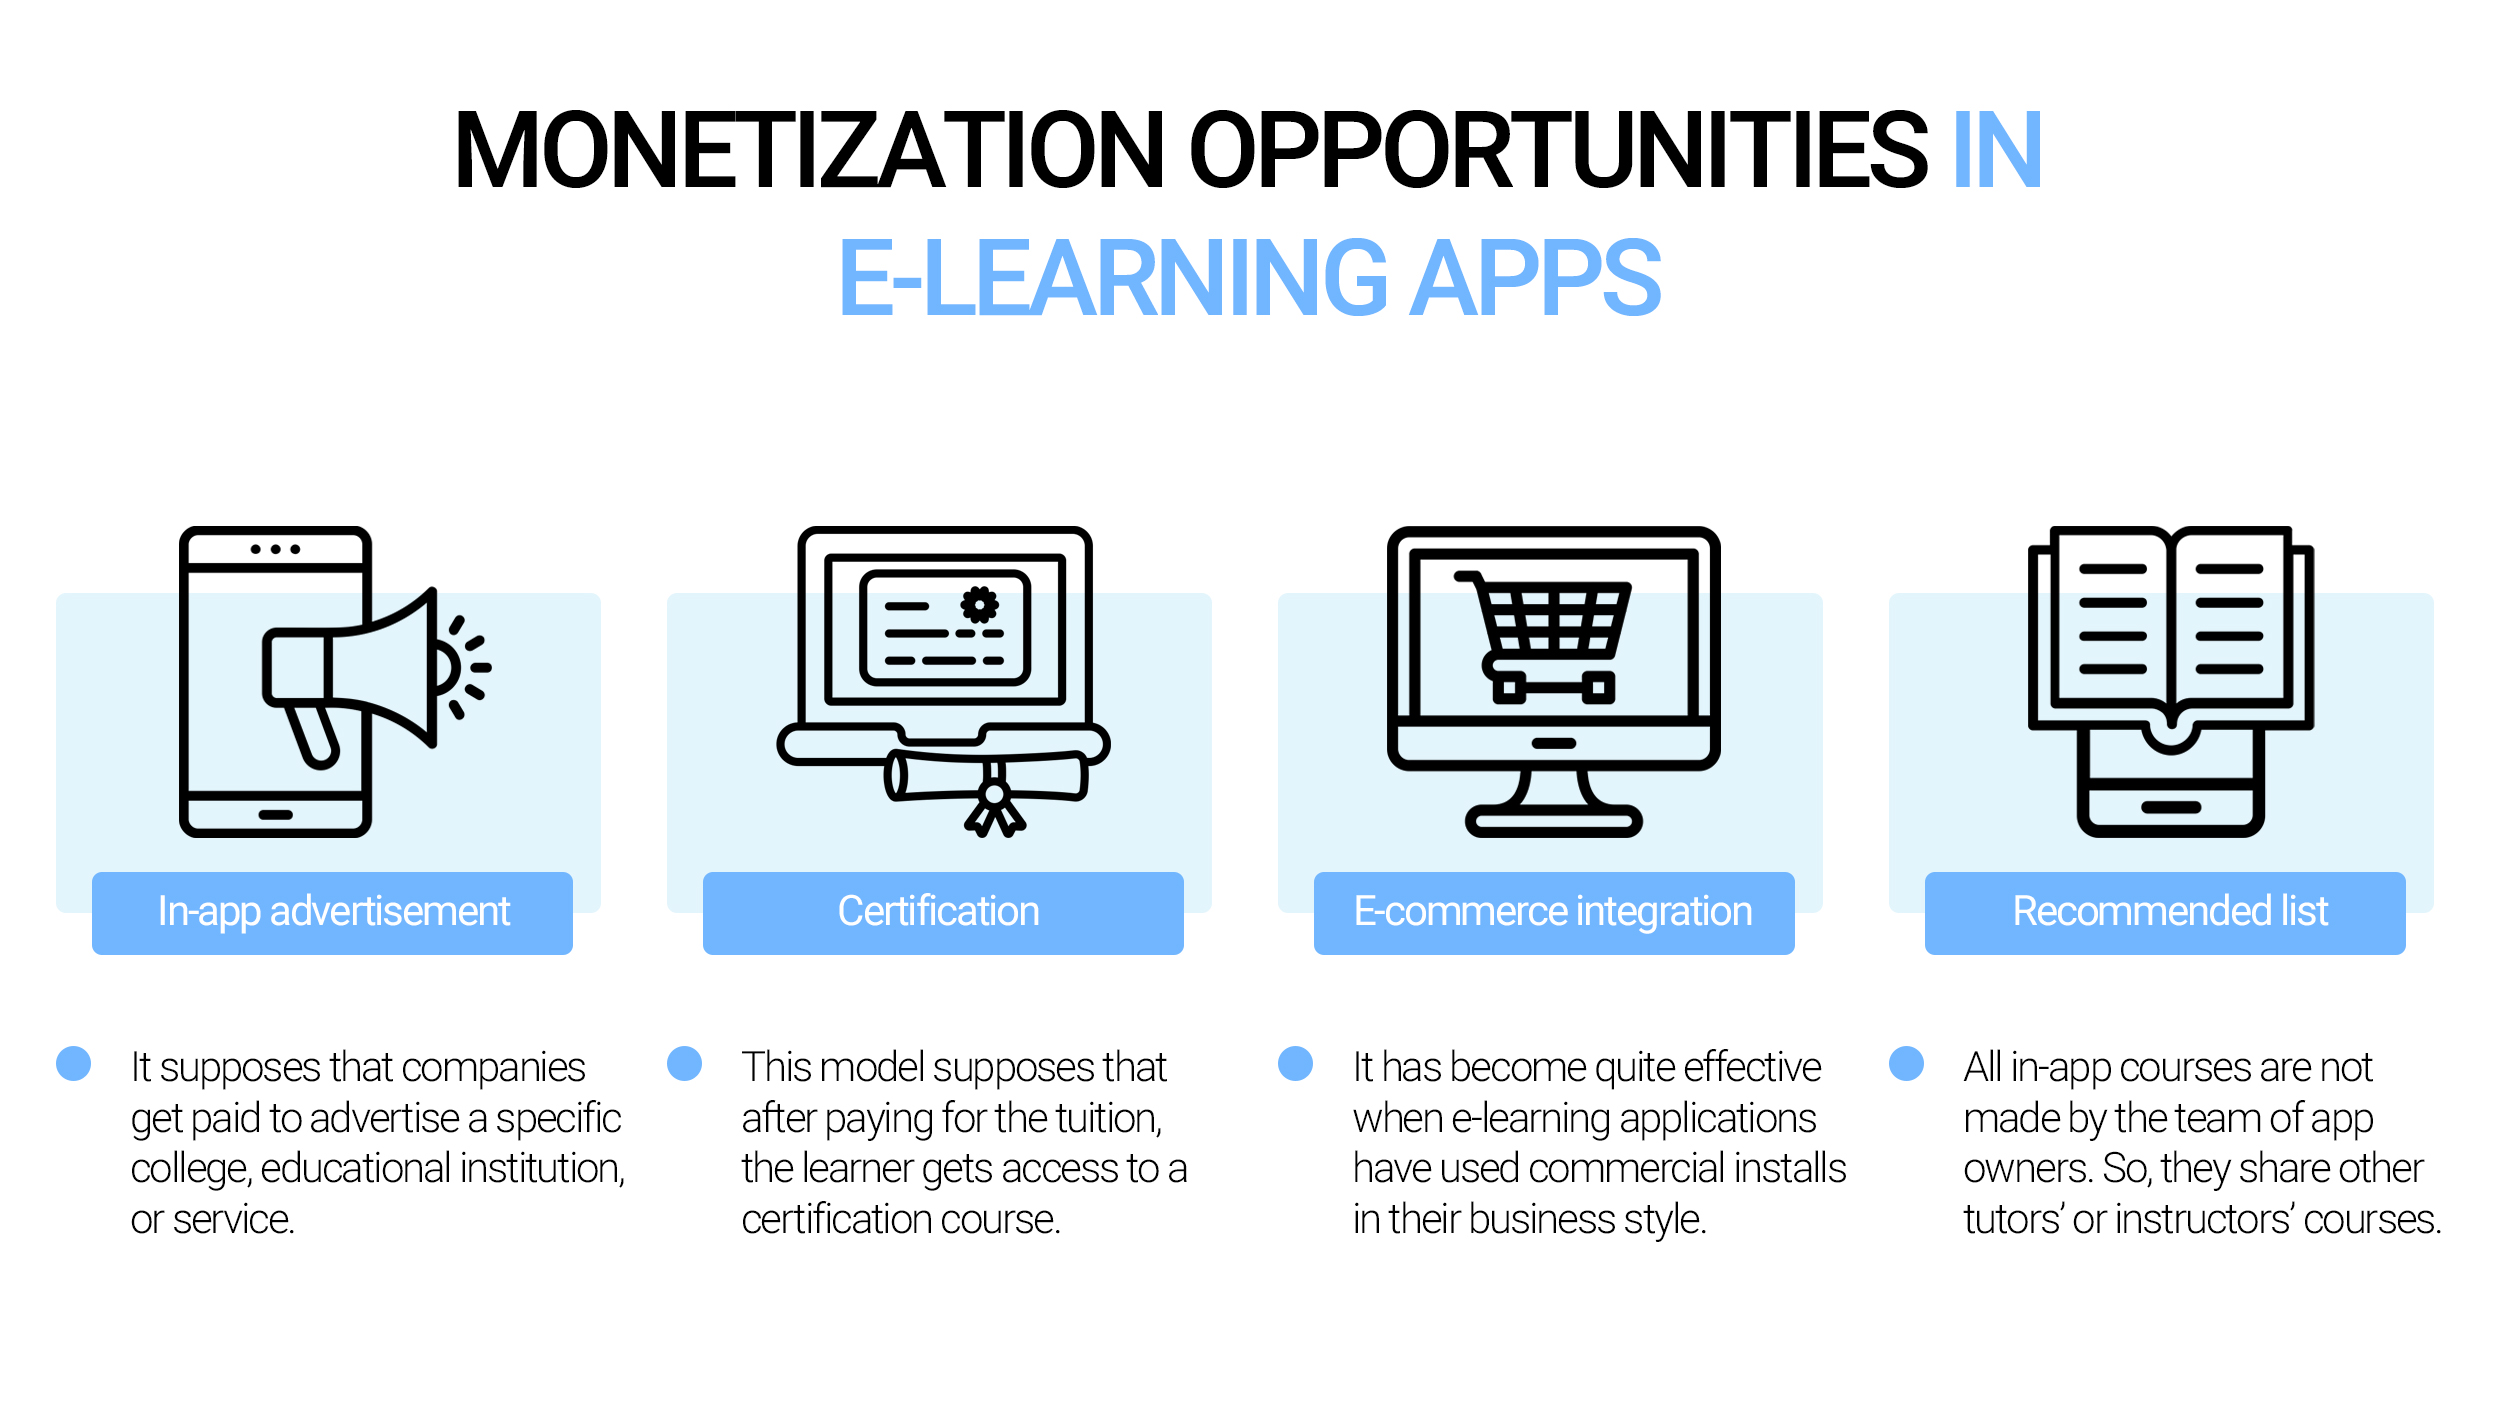 MONETIZATION OPPORTUNITIES IN
E-LEARNING APPS
In-app advertisement
It supposes that companies
get paid to advertise a specific
college, educational institution,
or service.
Certification
This model supposes that
after paying for the tuition,
the learner gets access to a
certification course.
E-commerce integration
It has become quite effective
when e-learning applications
have used commercial installs
in their business style.
Recommended list
All in-app courses are not
made by the team of app
owners. So, they share other
tutors’ or instructors’ courses.